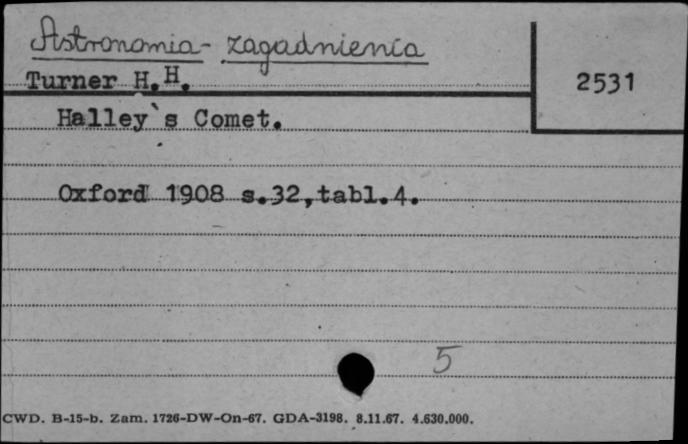 Astronomia - zagadnienia
Turner H.H.
2531
Halley`s Comet.
Oxford 1908 s.32,tabl.4.
5
CWD. B-15-b. Zam. 1726-DW-On-67. GDA-3198. 8.11.67. 4.630.000.